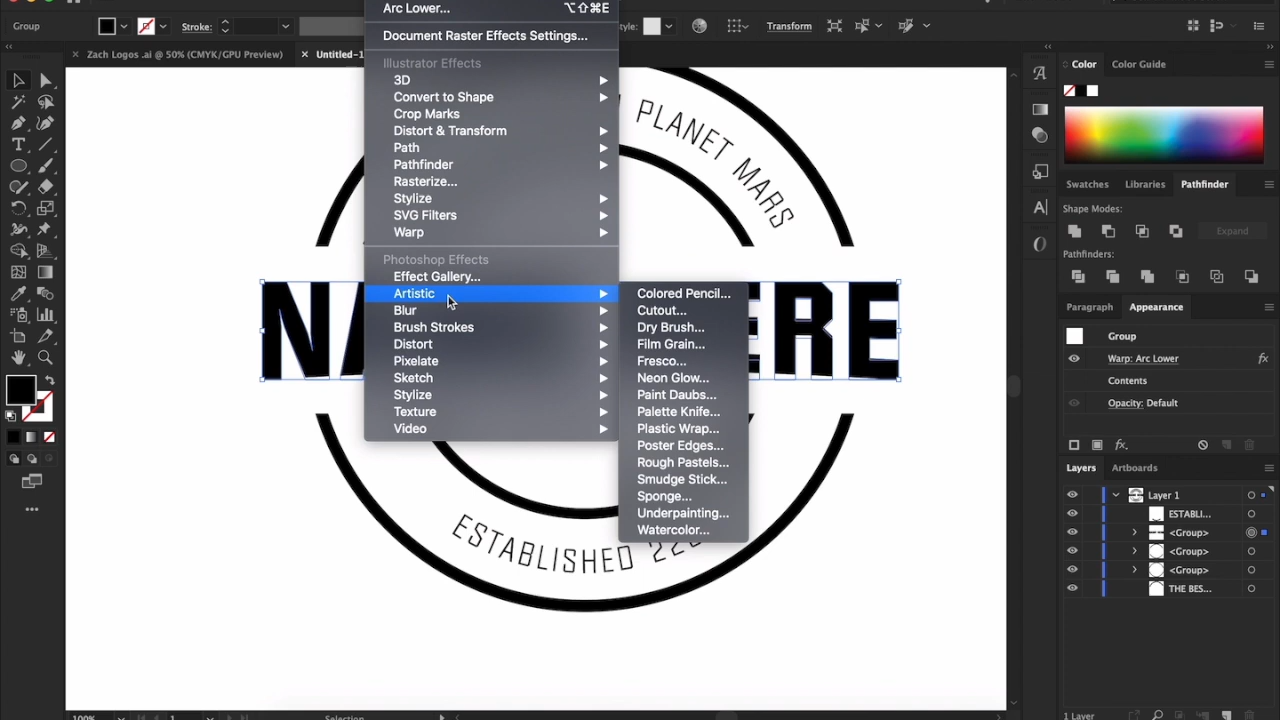 Arc Lower... ⌥⇧⌘E
Group Stroke: Style: Transform
Document Raster Effects Settings...
× Zach Logos .ai @ 50% (CMYK/GPU Preview) × Untitled-1
Illustrator Effects
3D
Convert to Shape
Crop Marks
Distort & Transform
Path
Pathfinder
Rasterize...
Stylize
SVG Filters
Warp
Photoshop Effects
Effect Gallery...
Artistic
Blur
Brush Strokes
Distort
Pixelate
Sketch
Stylize
Texture
Video
Colored Pencil...
Cutout...
Dry Brush...
Film Grain...
Fresco...
Neon Glow...
Paint Daubs...
Palette Knife...
Plastic Wrap...
Poster Edges...
Rough Pastels...
Smudge Stick...
Sponge...
Underpainting...
Watercolor...
PLANET MARS
NA ERE
ESTABLISHED 22
Color Color Guide
Swatches Libraries Pathfinder
Shape Modes:
Expand
Pathfinders:
Paragraph Appearance
Group
Warp: Arc Lower fx
Contents
Opacity: Default
fx.
Layers Artboards
Layer 1
ESTABLI...
<Group>
<Group>
<Group>
THE BES...
1 Layer
100% 1 Selection